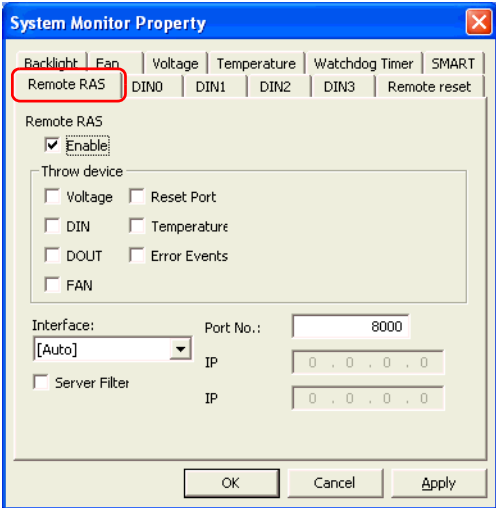 System Monitor Property
Backlight Fan Voltage Temperature Watchdog Timer SMART
Remote RAS DIN0 DIN1 DIN2 DIN3 Remote reset
Remote RAS
Enable
Throw device
Voltage Reset Port
DIN Temperature
DOUT Error Events
FAN
Interface: Port No.: 8000
[Auto]
IP 0 . 0 . 0 . 0
Server Filter
IP 0 . 0 . 0 . 0
OK Cancel Apply